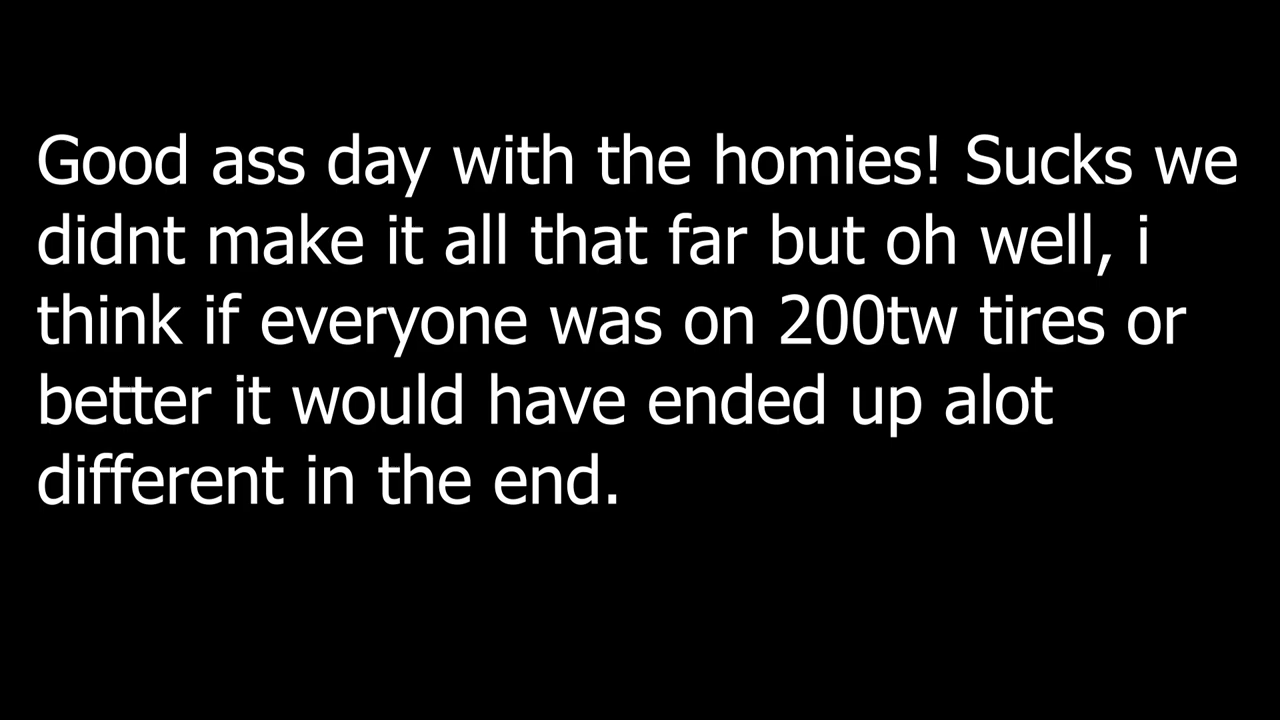 Good ass day with the homies! Sucks we
didnt make it all that far but oh well, i
think if everyone was on 200tw tires or
better it would have ended up alot
different in the end.